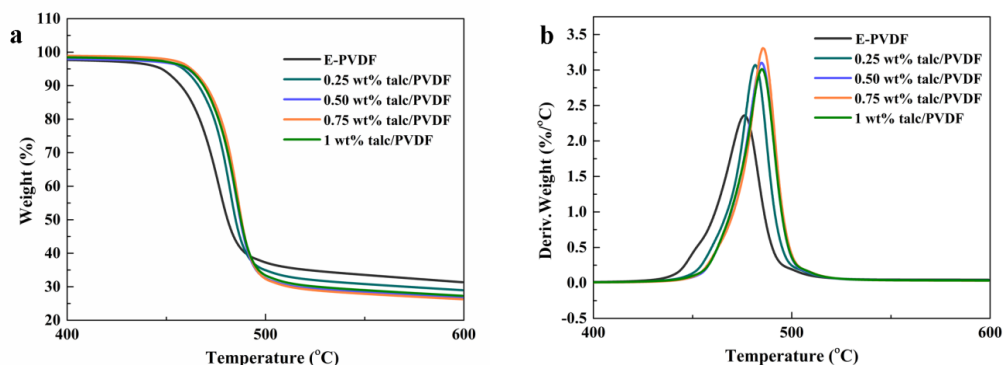 a
110
100
90
80
70
60
50
40
30
20
Weight (%)
400
500
600
Temperature (°C)
E-PVDF
0.25 wt% talc/PVDF
0.50 wt% talc/PVDF
0.75 wt% talc/PVDF
1 wt% talc/PVDF
b
3.5
3.0
2.5
2.0
1.5
1.0
0.5
0.0
-0.5
Deriv.Weight (%/°C)
400
500
600
Temperature (°C)
E-PVDF
0.25 wt% talc/PVDF
0.50 wt% talc/PVDF
0.75 wt% talc/PVDF
1 wt% talc/PVDF